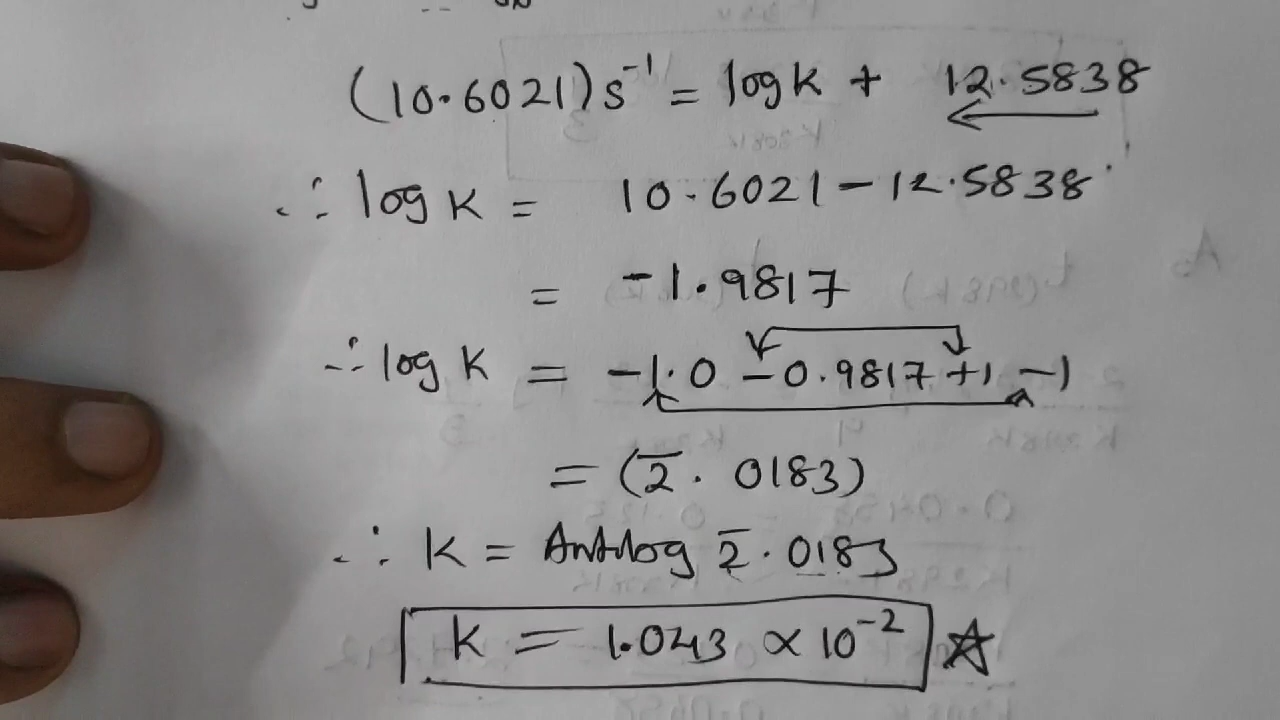 (10.6021)s⁻¹ = log k + 12.5838
∴ log k = 10.6021 – 12.5838
= -1.9817
∴ log k = -1.0 -0.9817 +1 -1
= (2̅. 0183)
∴ k = Antilog 2̅.0183
k = 1.043 × 10⁻²